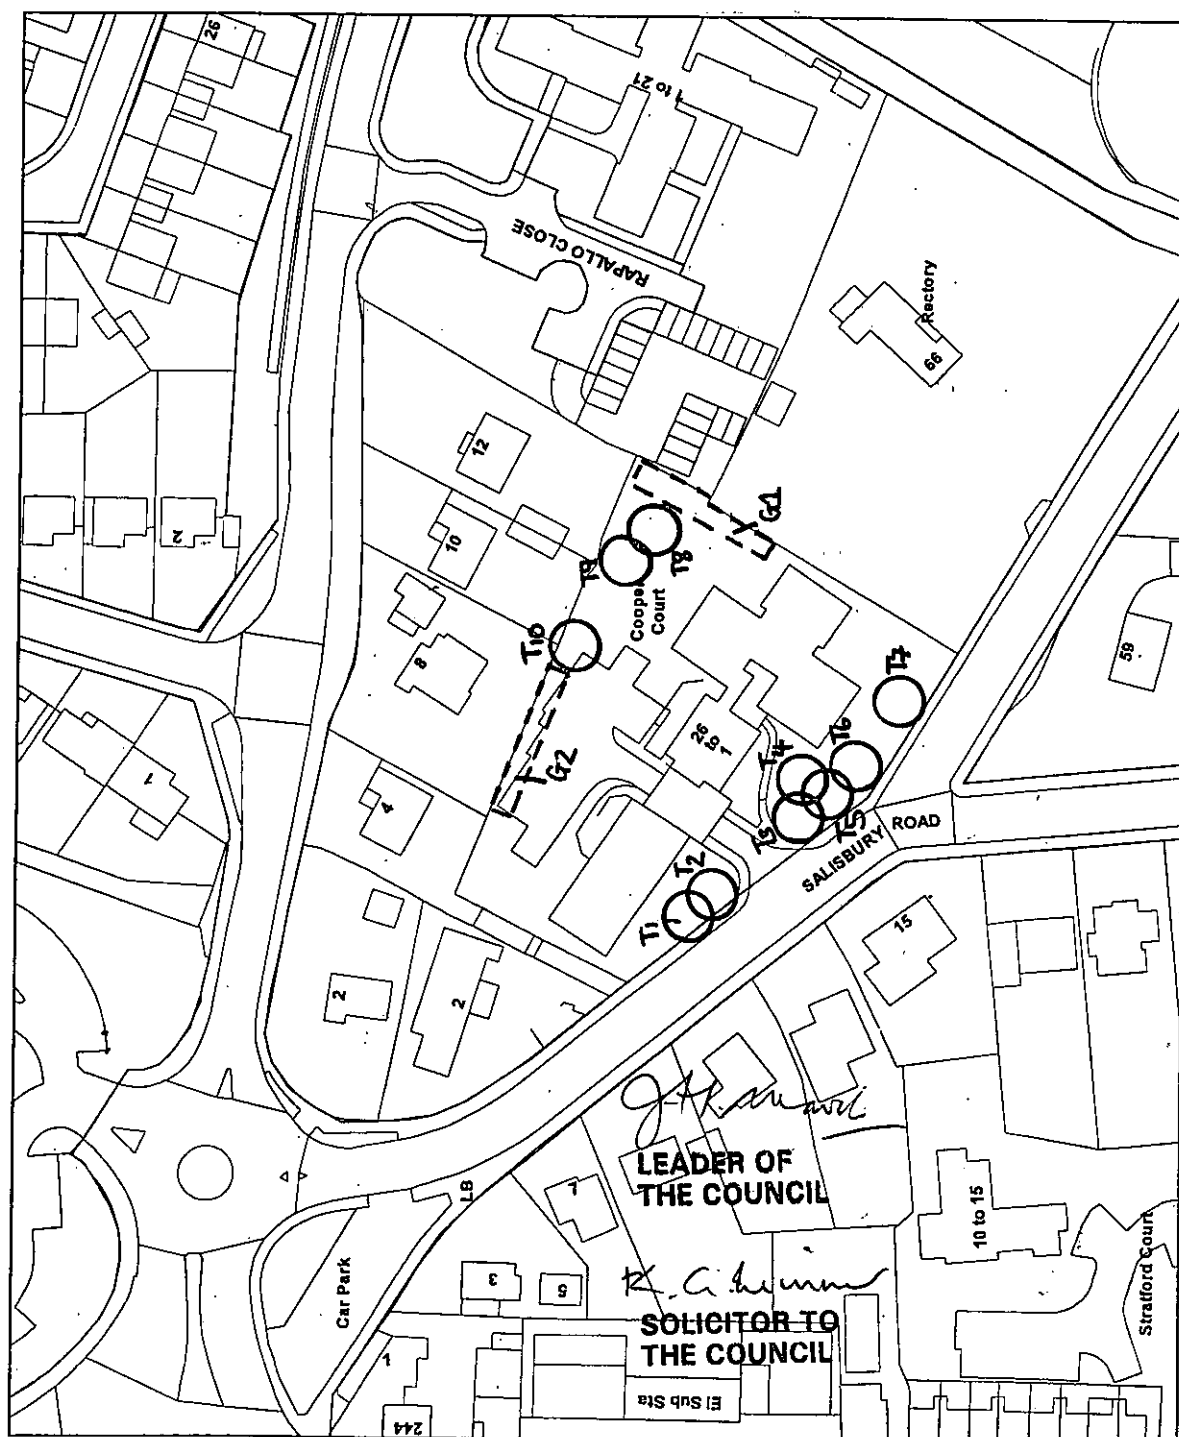 26
1 to 21
RAPALLO CLOSE
Rectory
66
12
2
10
G1
T9
T8
Cooper
Court
T10
8
59
1
G2
26
to
1
T7
T4
T6
4
T3
T5
SALISBURY ROAD
T2
T1
15
2
2
LEADER OF
THE COUNCIL
LB
1
10 to 15
Car Park
3
5
Stratford Court
SOLICITOR TO
THE COUNCIL
1
El Sub Sta
244